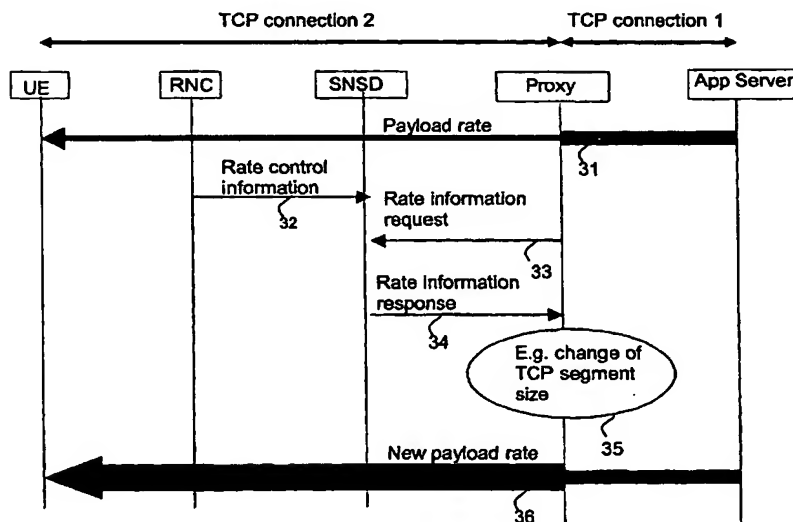 TCP connection 2
TCP connection 1
UE
RNC
SNSD
Proxy
App Server
Payload rate
31
Rate control
information
32
Rate information
request
33
Rate information
response
34
E.g. change of
TCP segment
size
35
New payload rate
36